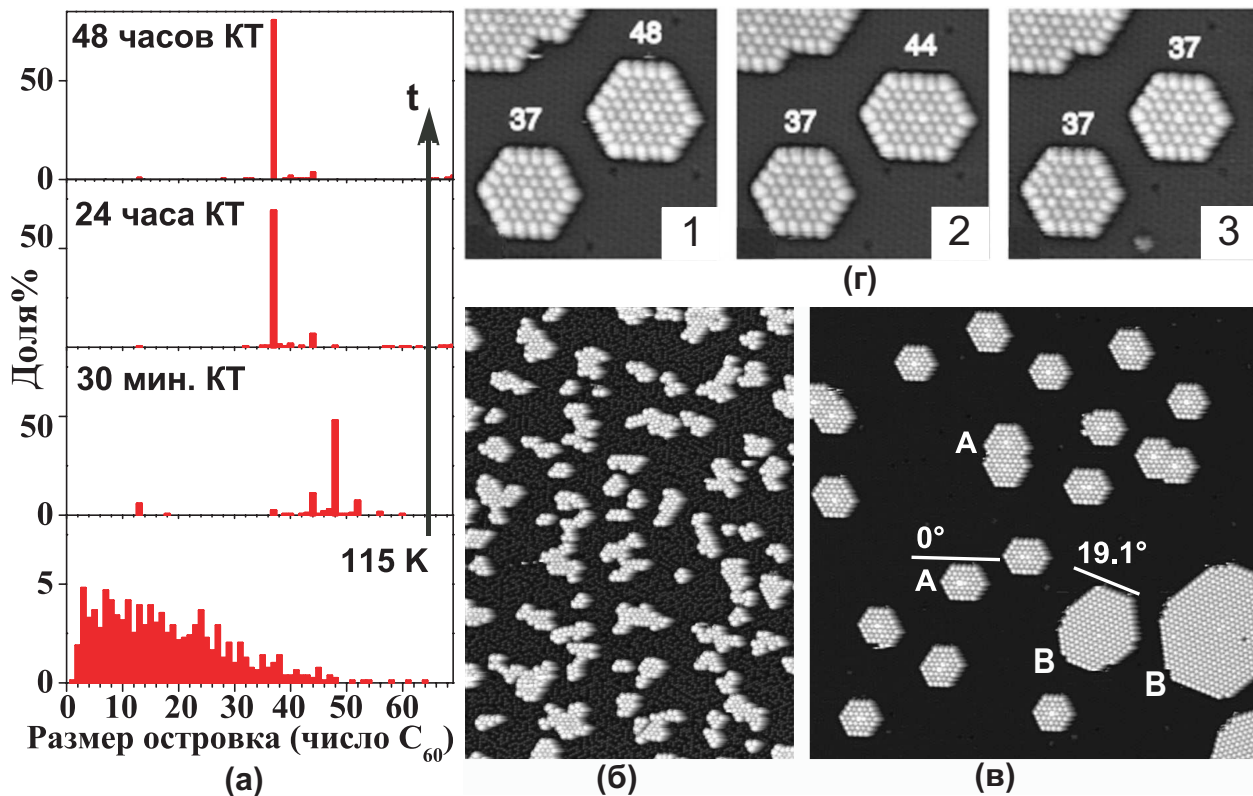 48 часов КТ
50
0
t
24 часа КТ
50
0
30 мин. КТ
50
0
115 K
5
0
Доля%
0 10 20 30 40 50 60
Размер островка (число C₆₀)
(а)
48
37
1
44
37
2
37
37
3
(г)
(б)
A
0°
A
19.1°
B
B
(в)